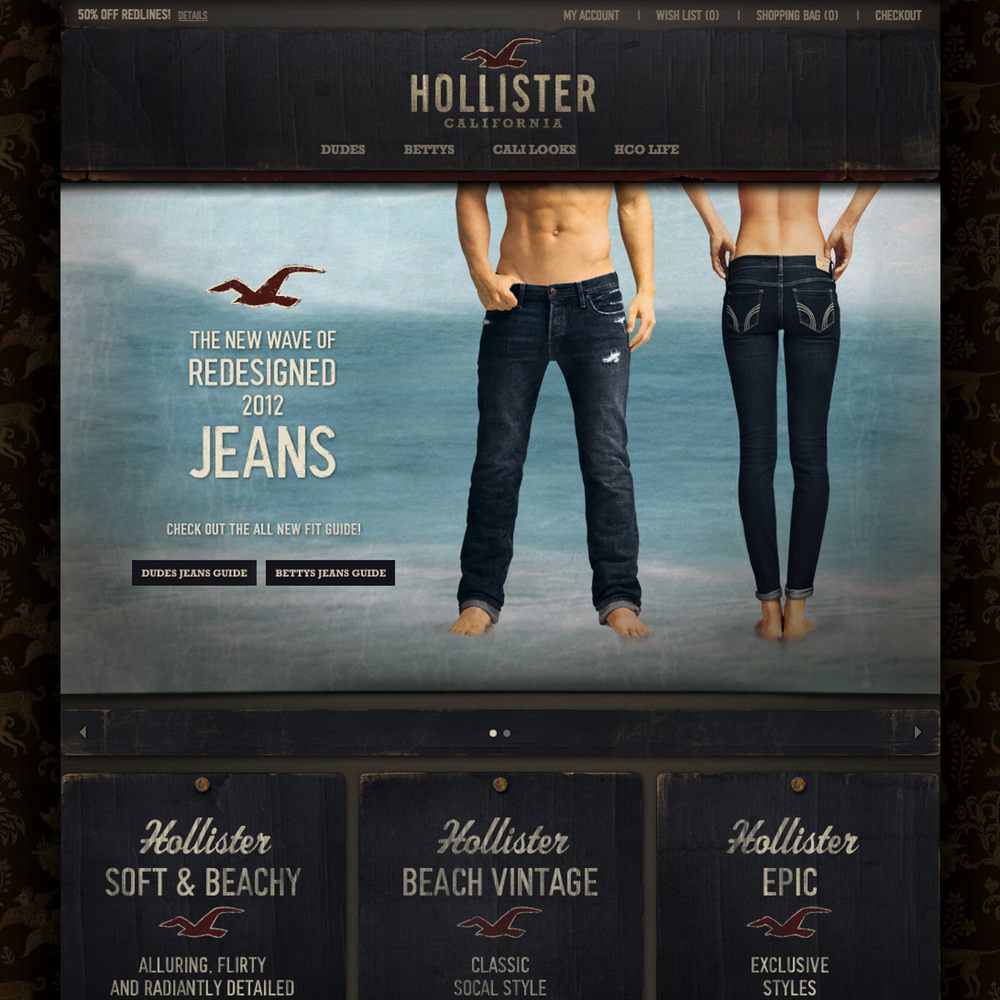 50% OFF REDLINES! DETAILS
MY ACCOUNT | WISH LIST (0) | SHOPPING BAG (0) | CHECKOUT
HOLLISTER
CALIFORNIA
DUDES BETTYS CALI LOOKS HCO LIFE
THE NEW WAVE OF
REDESIGNED
2012
JEANS
CHECK OUT THE ALL NEW FIT GUIDE!
DUDES JEANS GUIDE BETTYS JEANS GUIDE
Hollister
SOFT & BEACHY
ALLURING, FLIRTY
AND RADIANTLY DETAILED
Hollister
BEACH VINTAGE
CLASSIC
SOCAL STYLE
Hollister
EPIC
EXCLUSIVE
STYLES